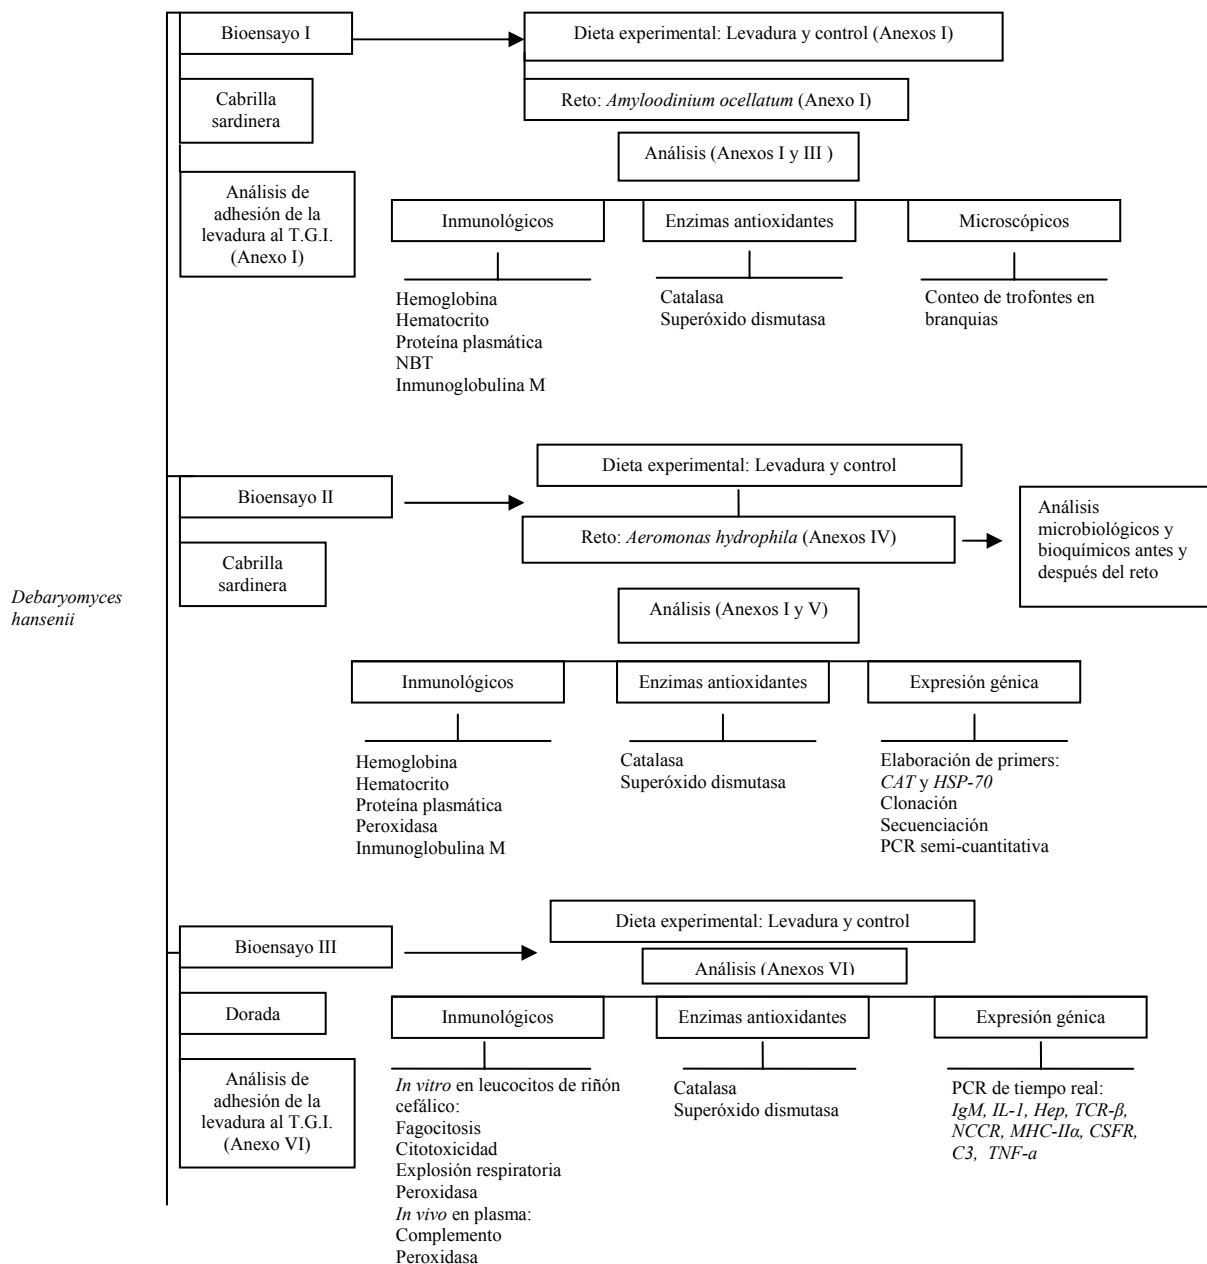 Debaryomyces
hansenii
Bioensayo I
Cabrilla
sardinera
Análisis de
adhesión de la
levadura al T.G.I.
(Anexo I)
Dieta experimental: Levadura y control (Anexos I)
Reto: Amyloodinium ocellatum (Anexo I)
Análisis (Anexos I y III )
Inmunológicos
Hemoglobina
Hematocrito
Proteína plasmática
NBT
Inmunoglobulina M
Enzimas antioxidantes
Catalasa
Superóxido dismutasa
Microscópicos
Conteo de trofontes en
branquias
Bioensayo II
Cabrilla
sardinera
Dieta experimental: Levadura y control
Reto: Aeromonas hydrophila (Anexos IV)
Análisis
microbiológicos y
bioquímicos antes y
después del reto
Análisis (Anexos I y V)
Inmunológicos
Hemoglobina
Hematocrito
Proteína plasmática
Peroxidasa
Inmunoglobulina M
Enzimas antioxidantes
Catalasa
Superóxido dismutasa
Expresión génica
Elaboración de primers:
CAT y HSP-70
Clonación
Secuenciación
PCR semi-cuantitativa
Bioensayo III
Dorada
Análisis de
adhesión de la
levadura al T.G.I.
(Anexo VI)
Dieta experimental: Levadura y control
Análisis (Anexos VI)
Inmunológicos
In vitro en leucocitos de riñón
cefálico:
Fagocitosis
Citotoxicidad
Explosión respiratoria
Peroxidasa
In vivo en plasma:
Complemento
Peroxidasa
Enzimas antioxidantes
Catalasa
Superóxido dismutasa
Expresión génica
PCR de tiempo real:
IgM, IL-1, Hep, TCR-β,
NCCR, MHC-IIα, CSFR,
C3, TNF-a